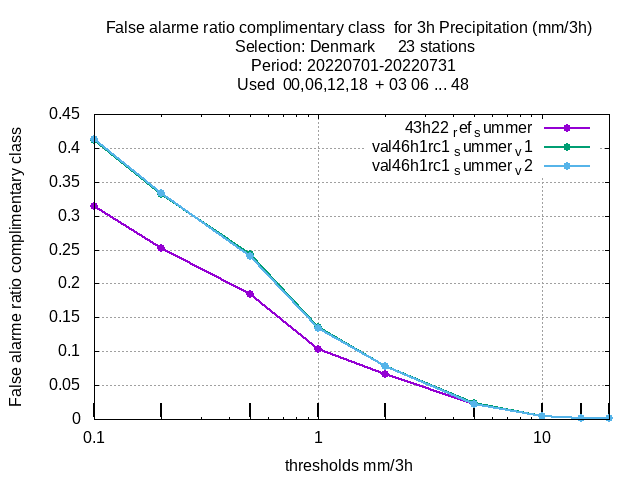 False alarme ratio complimentary class  for 3h Precipitation (mm/3h)
Selection: Denmark     23 stations
Period: 20220701-20220731
Used  00,06,12,18  + 03 06 ... 48
43h22 ref summer
val46h1rc1 summer v1
val46h1rc1 summer v2
False alarme ratio complimentary class
0.45
0.4
0.35
0.3
0.25
0.2
0.15
0.1
0.05
0
0.1 1 10
thresholds mm/3h